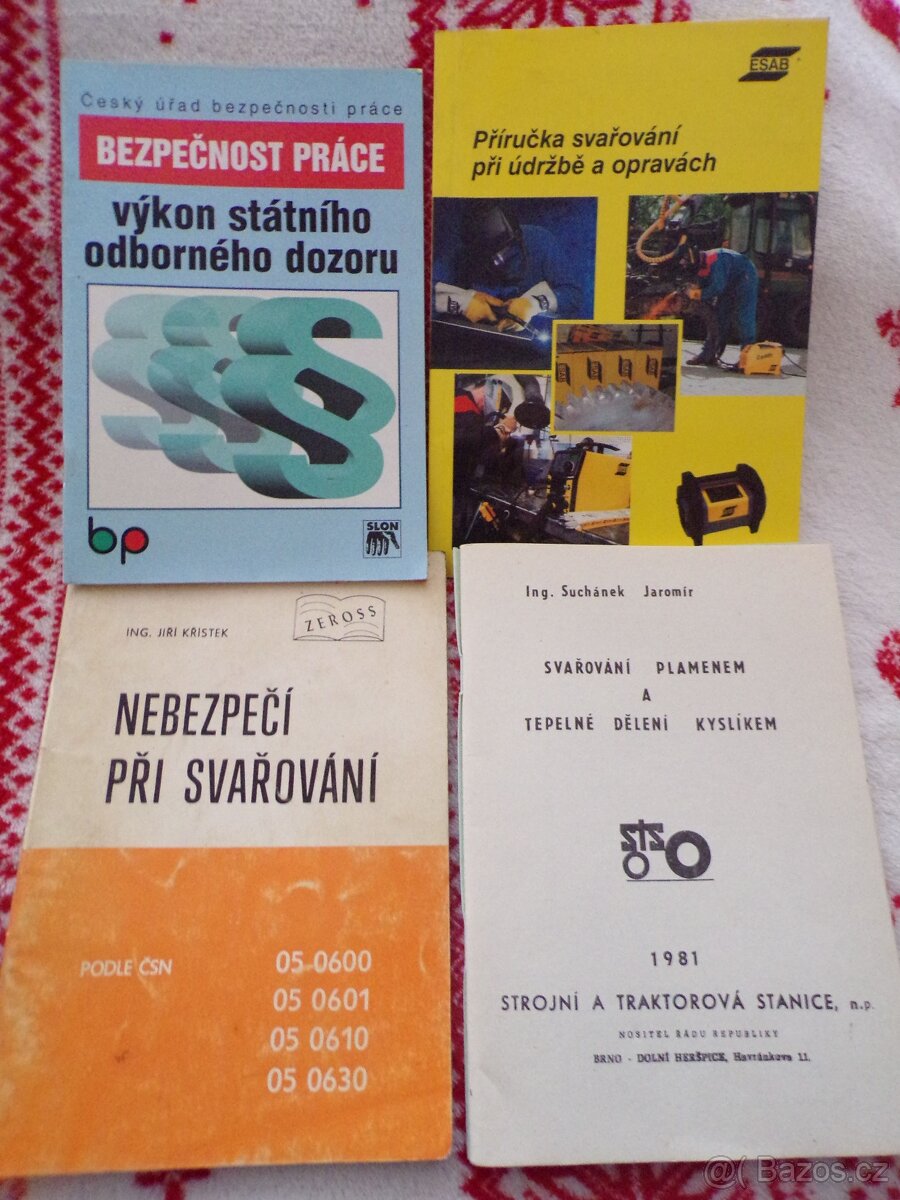 Český úřad bezpečnosti práce
BEZPEČNOST PRÁCE
výkon státního
odborného dozoru
bp
SLON
ESAB
Příručka svařování
při údržbě a opravách
ING. JIŘÍ KŘÍSTEK
ZEROSS
NEBEZPEČÍ
PŘI SVAŘOVÁNÍ
PODLE ČSN
05 0600
05 0601
05 0610
05 0630
Ing. Suchánek Jaromír
SVAŘOVÁNÍ PLAMENEM
A
TEPELNÉ DĚLENÍ KYSLÍKEM
STS
1981
STROJNÍ A TRAKTOROVÁ STANICE, n.p.
NOSITEL ŘÁDU REPUBLIKY
BRNO - DOLNÍ HERŠPICE, Havránkova 11.
@( Bazos.cz